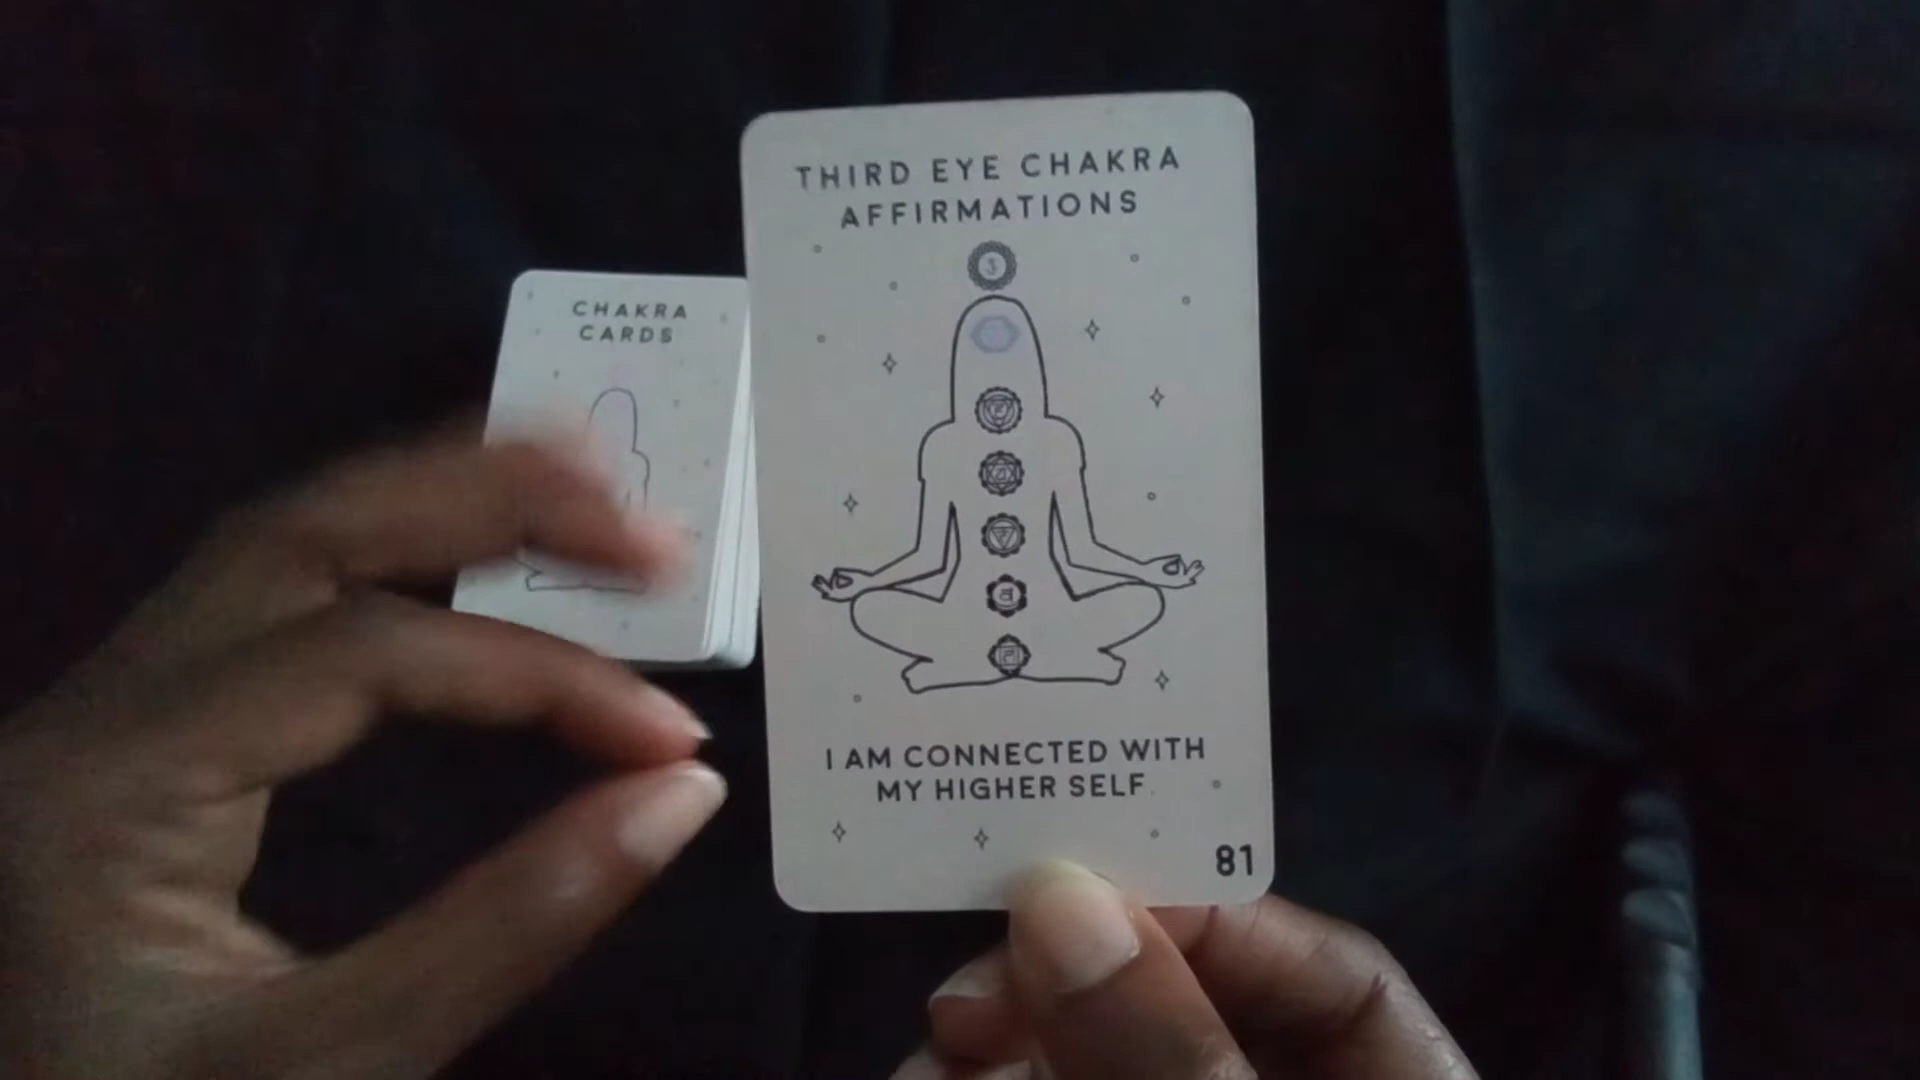 THIRD EYE CHAKRA
AFFIRMATIONS
I AM CONNECTED WITH
MY HIGHER SELF
81
CHAKRA
CARDS